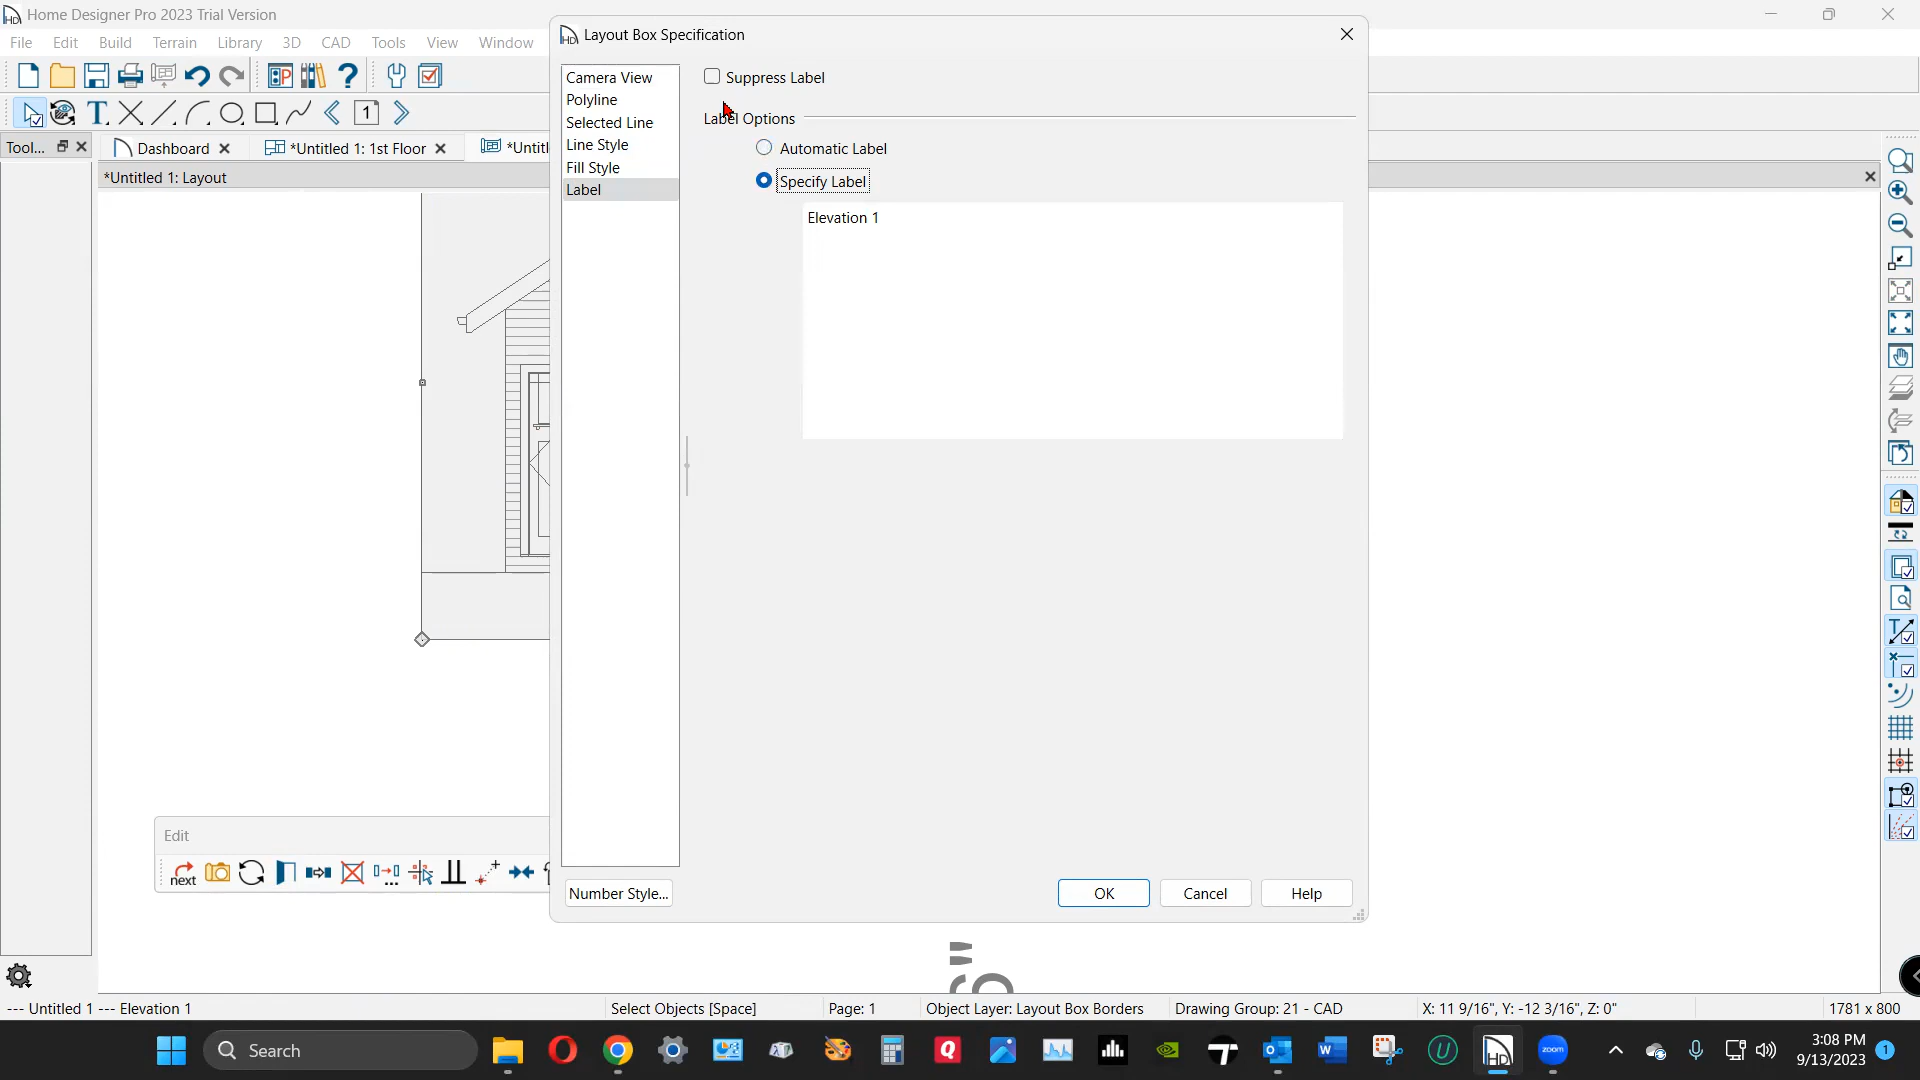 Home Designer Pro 2023 Trial Version
File Edit Build Terrain Library 3D CAD Tools View Window
T 1
Tool... Dashboard *Untitled 1: 1st Floor *Untitl
*Untitled 1: Layout
Layout Box Specification
Camera View
Polyline
Selected Line
Line Style
Fill Style
Label
Suppress Label
Label Options
Automatic Label
Specify Label
Elevation 1
Number Style...
OK Cancel Help
Edit
next
--- Untitled 1 --- Elevation 1 Select Objects [Space] Page: 1 Object Layer: Layout Box Borders Drawing Group: 21 - CAD X: 11 9/16", Y: -12 3/16", Z: 0" 1781 x 800
Search
zoom
3:08 PM
9/13/2023
1